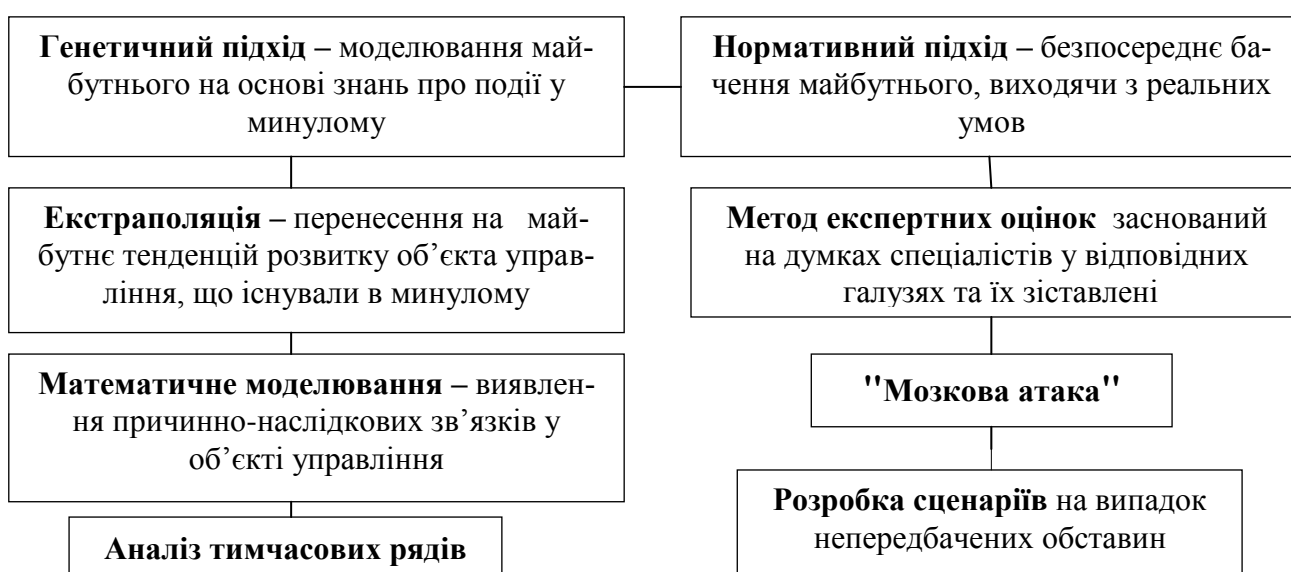 Генетичний підхід – моделювання май-
бутнього на основі знань про події у
минулому
Нормативний підхід – безпосереднє ба-
чення майбутнього, виходячи з реальних
умов
Екстраполяція – перенесення на май-
бутнє тенденцій розвитку об’єкта управ-
ління, що існували в минулому
Метод експертних оцінок заснований
на думках спеціалістів у відповідних
галузях та їх зіставлені
Математичне моделювання – виявлен-
ня причинно-наслідкових зв’язків у
об’єкті управління
"Мозкова атака"
Аналіз тимчасових рядів
Розробка сценаріїв на випадок
непередбачених обставин